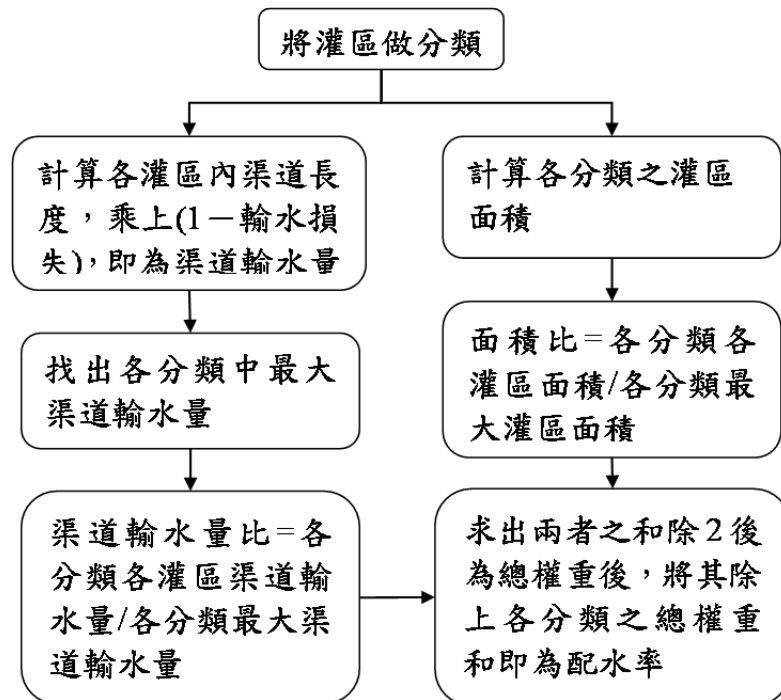 將灌區做分類
計算各灌區內渠道長
度，乘上(1－輸水損
失)，即為渠道輸水量
計算各分類之灌區
面積
找出各分類中最大
渠道輸水量
面積比=各分類各
灌區面積/各分類最
大灌區面積
渠道輸水量比=各
分類各灌區渠道輸
水量/各分類最大渠
道輸水量
求出兩者之和除2後
為總權重後，將其除
上各分類之總權重
和即為配水率